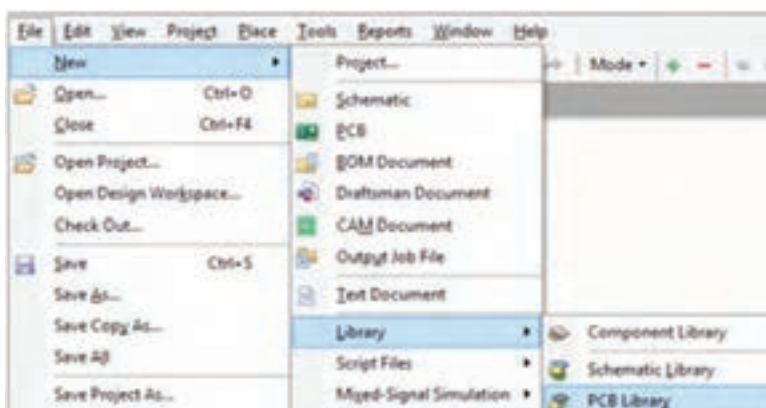 File Edit View Project Place Tools Reports Window Help
New
Open... Ctrl+O
Close Ctrl+F4
Open Project...
Open Design Workspace...
Check Out...
Save Ctrl+S
Save As...
Save Copy As...
Save All
Save Project As...
Project...
Schematic
PCB
BOM Document
Draftsman Document
CAM Document
Output Job File
Text Document
Library
Script Files
Mixed-Signal Simulation
Mode
Component Library
Schematic Library
PCB Library